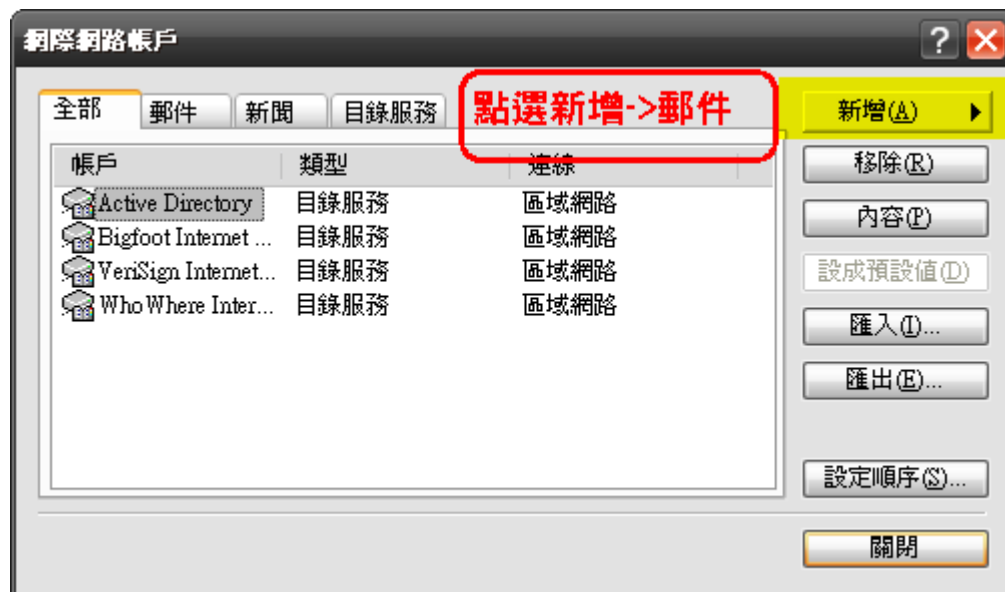 網際網路帳戶
全部 郵件 新聞 目錄服務 點選新增->郵件 新增(A)
帳戶 類型 連線 移除(R)
Active Directory 目錄服務 區域網路
Bigfoot Internet ... 目錄服務 區域網路 內容(P)
VeriSign Internet... 目錄服務 區域網路 設成預設值(D)
WhoWhere Inter... 目錄服務 區域網路
匯入(I)...
匯出(E)...
設定順序(S)...
關閉